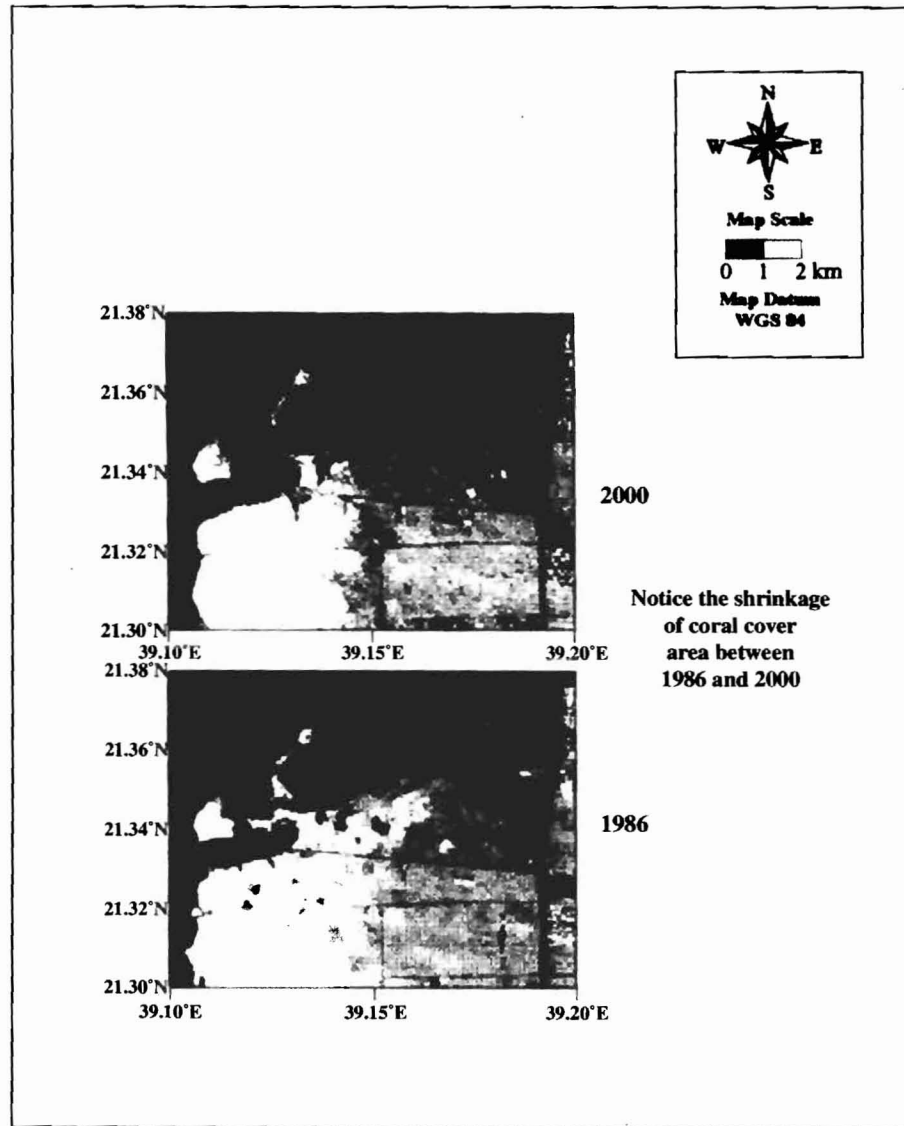 N
W E
S
Map Scale
0 1 2 km
Map Datum
WGS 84
21.38°N
21.36°N
21.34°N
21.32°N
21.30°N
39.10°E 39.15°E 39.20°E
2000
Notice the shrinkage
of coral cover
area between
1986 and 2000
21.38°N
21.36°N
21.34°N
21.32°N
21.30°N
39.10°E 39.15°E 39.20°E
1986